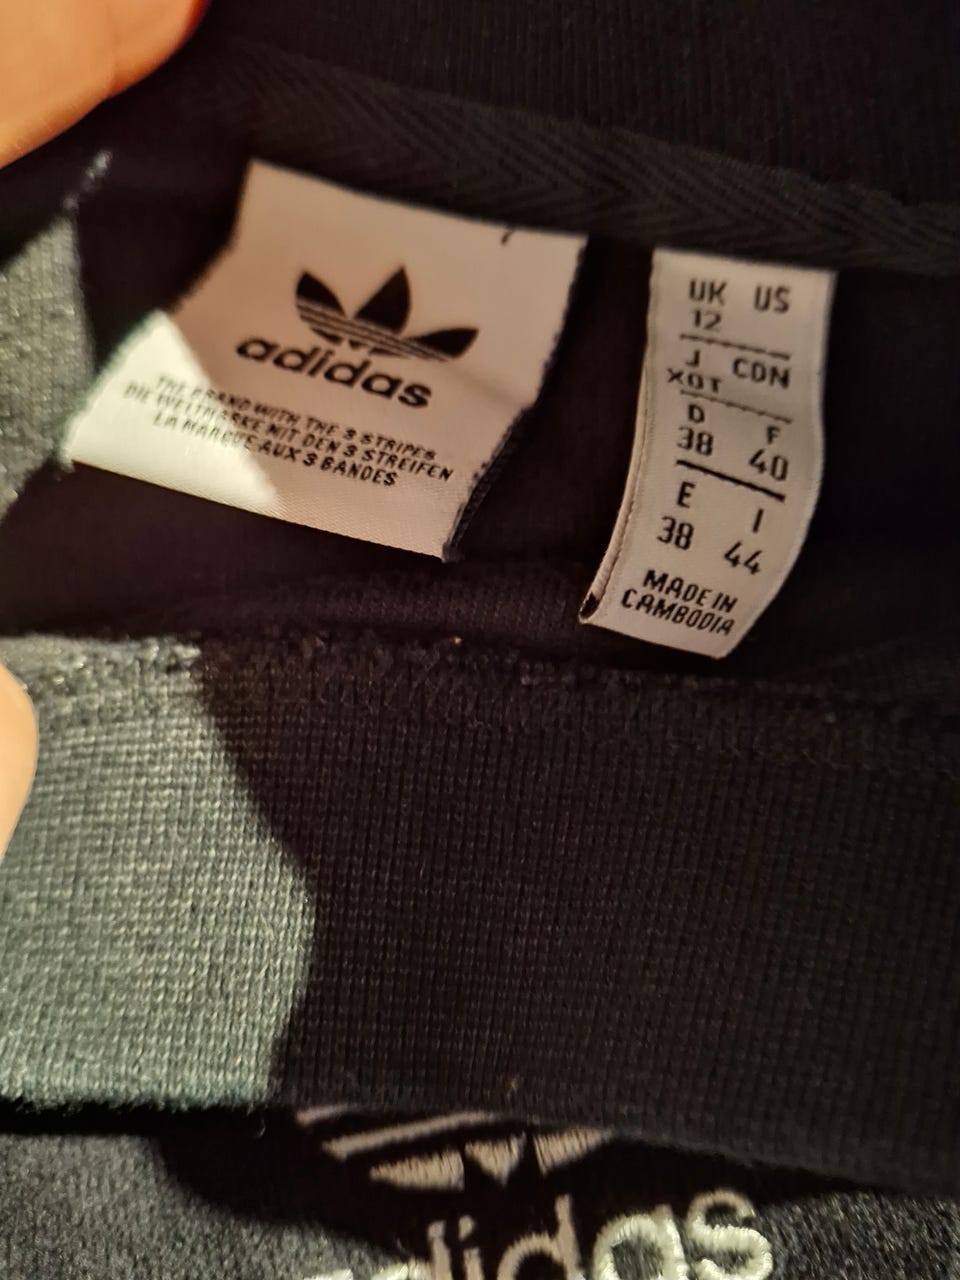 adidas
THE BRAND WITH THE 3 STRIPES
DIE WELTMARKE MIT DEN 3 STREIFEN
LA MARQUE AUX 3 BANDES
UK US
12
J CDN
XOT
D F
38 40
E I
38 44
MADE IN
CAMBODIA
adidas